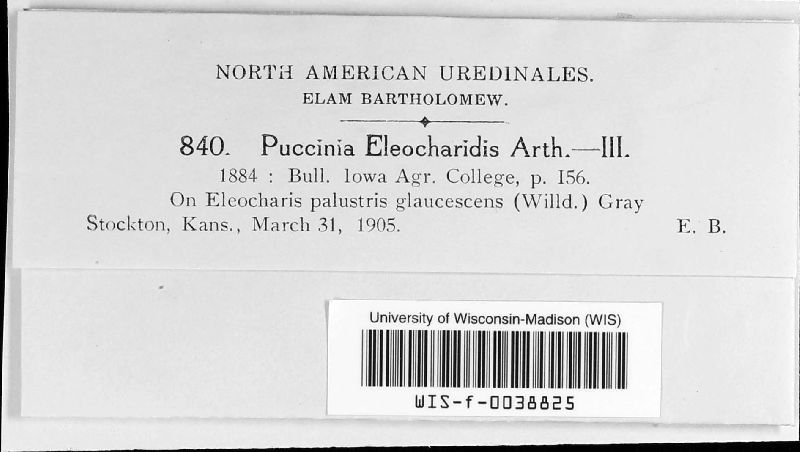 NORTH AMERICAN UREDINALES.
ELAM BARTHOLOMEW.
840. Puccinia Eleocharidis Arth.—III.
1884 : Bull. Iowa Agr. College, p. 156.
On Eleocharis palustris glaucescens (Willd.) Gray
Stockton, Kans., March 31, 1905. E. B.
University of Wisconsin-Madison (WIS)
WIS-f-0038825